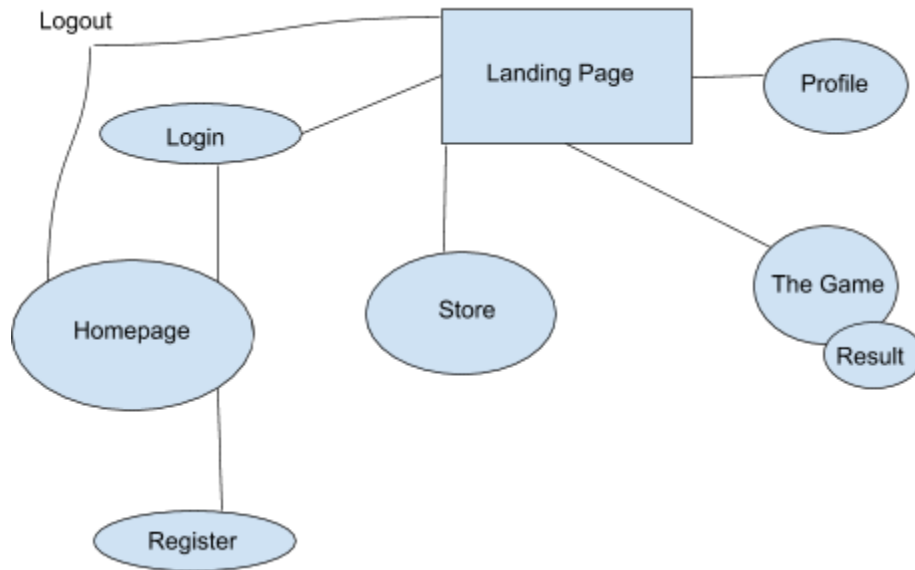 Logout
Landing Page
Profile
Login
The Game
Store
Homepage
Result
Register